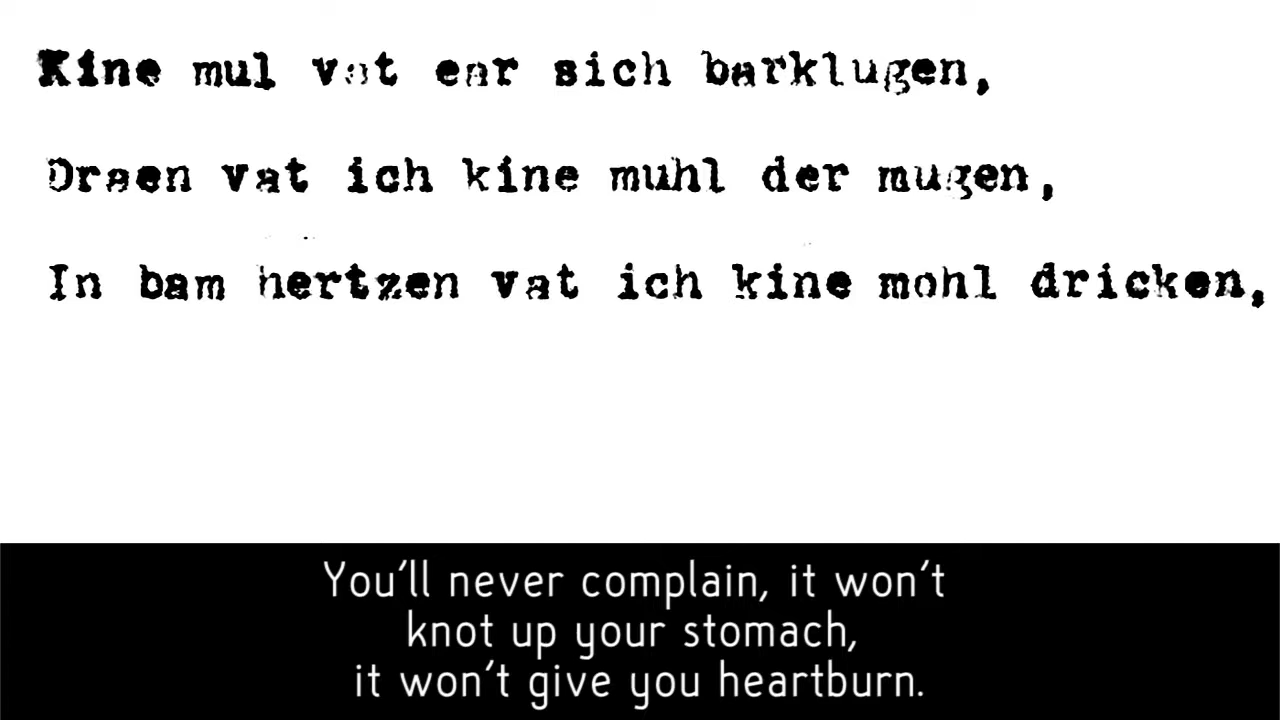 Kine mul vat ear sich barklugen,
Draen vat ich kine muhl der mugen,
In bam hertzen vat ich kine mohl dricken,
You'll never complain, it won't
knot up your stomach,
it won't give you heartburn.